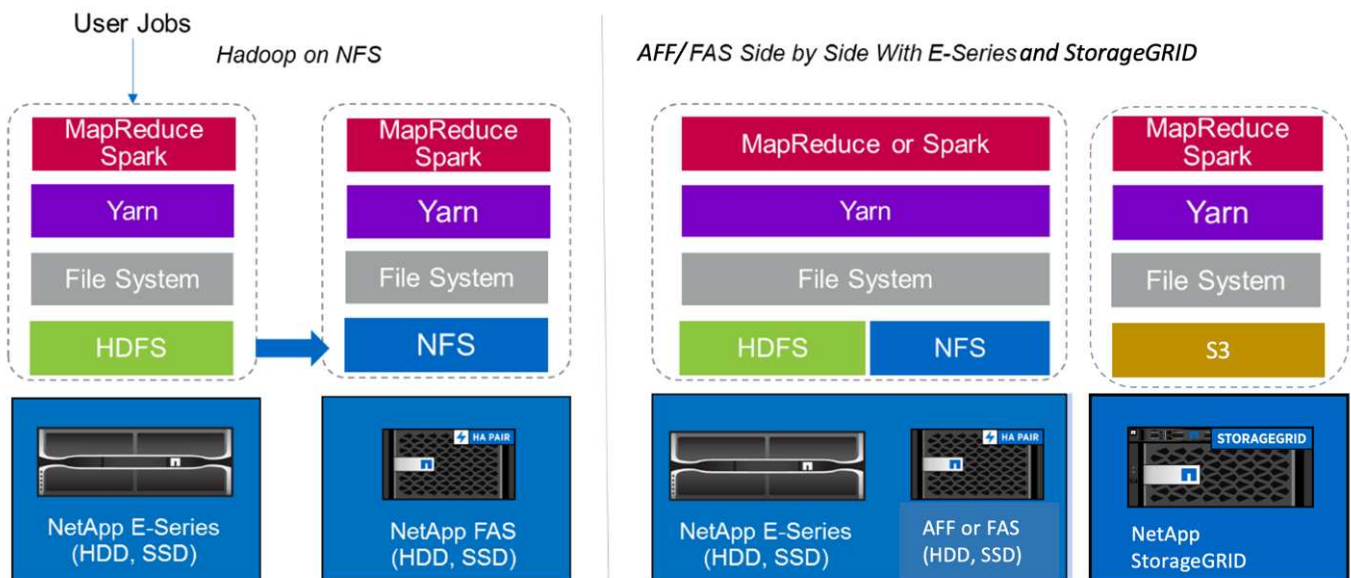 User Jobs
Hadoop on NFS
MapReduce
Spark
Yarn
File System
HDFS
NetApp E-Series
(HDD, SSD)
MapReduce
Spark
Yarn
File System
NFS
HA PAIR
NetApp FAS
(HDD, SSD)
AFF/FAS Side by Side With E-Series and StorageGRID
MapReduce or Spark
Yarn
File System
HDFS
NFS
NetApp E-Series
(HDD, SSD)
HA PAIR
AFF or FAS
(HDD, SSD)
MapReduce
Spark
Yarn
File System
S3
STORAGEGRID
NetApp
StorageGRID